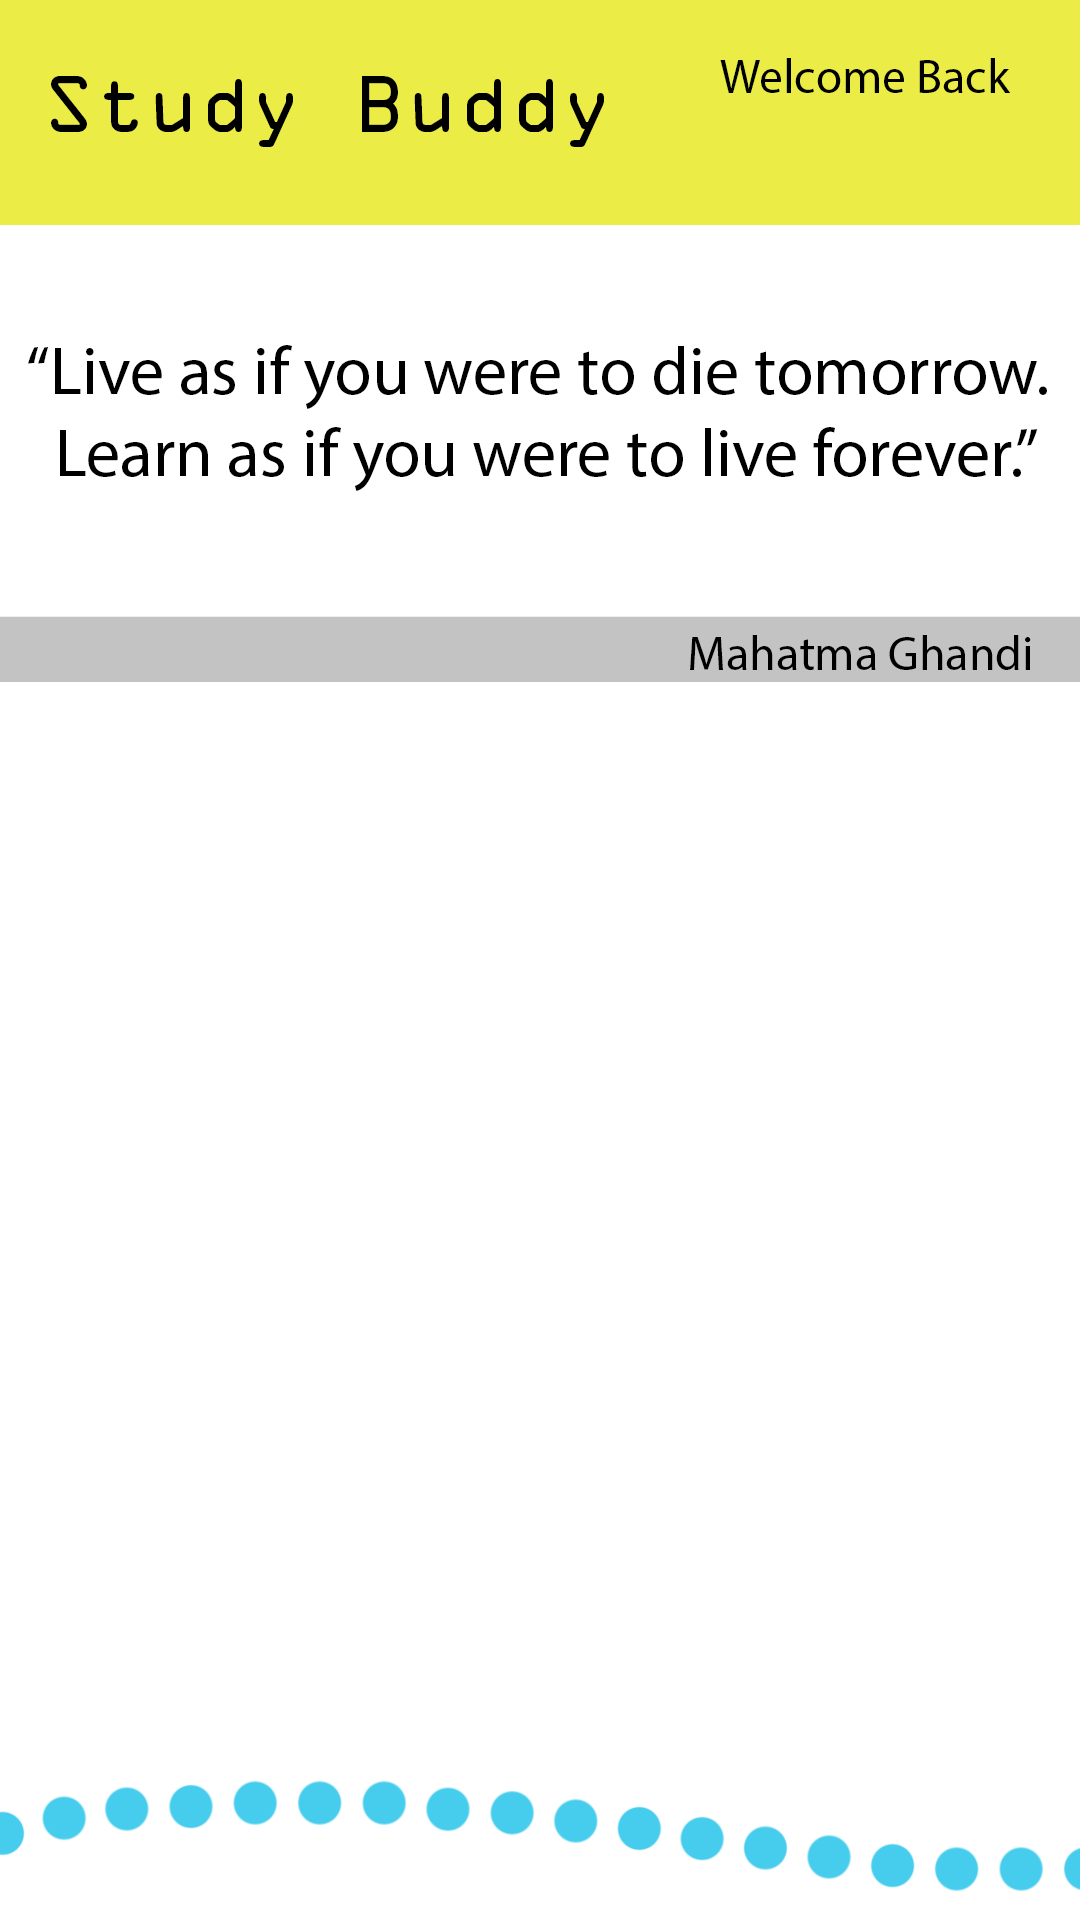 Study Buddy
Welcome Back
“Live as if you were to die tomorrow.
Learn as if you were to live forever.”
Mahatma Ghandi